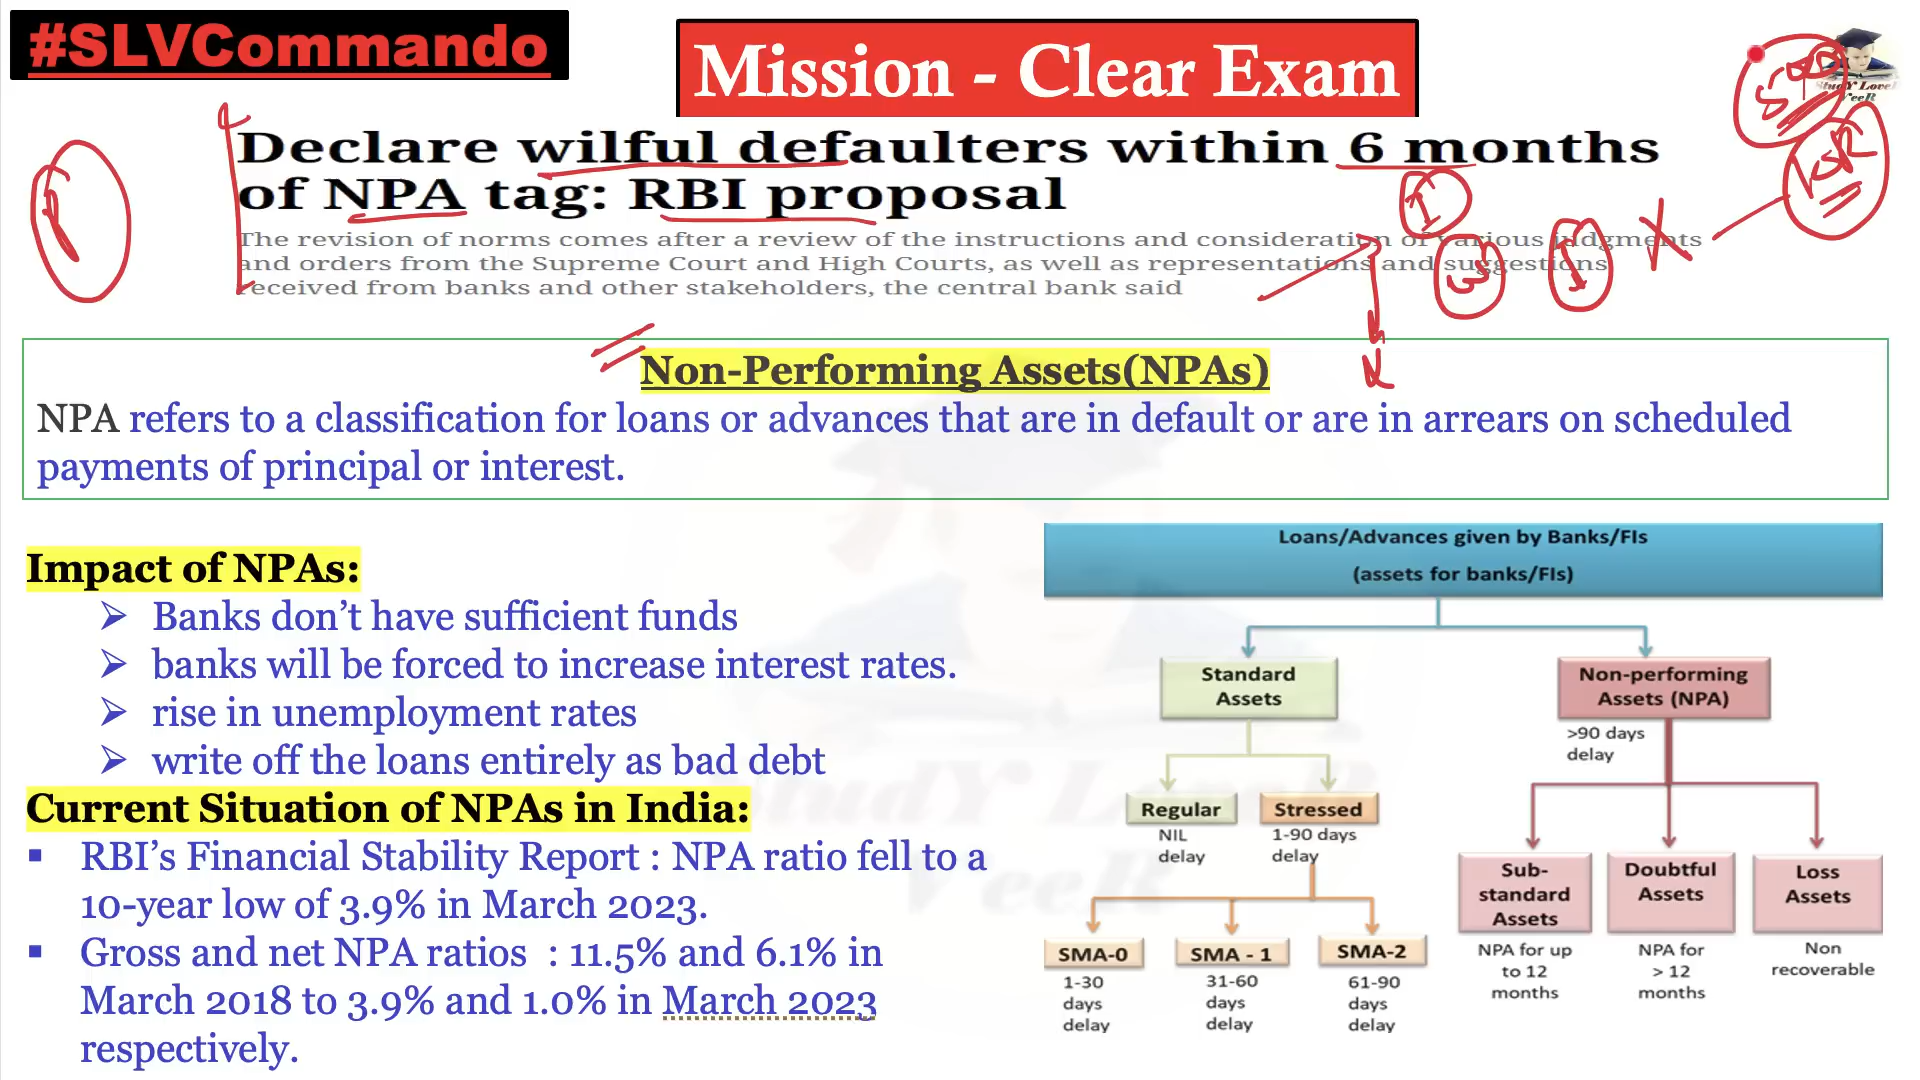 #SLVCommando
Mission - Clear Exam
StudY LoveR
VeeR
Declare wilful defaulters within 6 months
of NPA tag: RBI proposal
The revision of norms comes after a review of the instructions and consideration of various judgments
and orders from the Supreme Court and High Courts, as well as representations and suggestions
received from banks and other stakeholders, the central bank said
Non-Performing Assets(NPAs)
NPA refers to a classification for loans or advances that are in default or are in arrears on scheduled
payments of principal or interest.
Impact of NPAs:
➢ Banks don’t have sufficient funds
➢ banks will be forced to increase interest rates.
➢ rise in unemployment rates
➢ write off the loans entirely as bad debt
Current Situation of NPAs in India:
▪ RBI’s Financial Stability Report : NPA ratio fell to a
10-year low of 3.9% in March 2023.
▪ Gross and net NPA ratios : 11.5% and 6.1% in
March 2018 to 3.9% and 1.0% in March 2023
respectively.
Loans/Advances given by Banks/FIs
(assets for banks/FIs)
Standard
Assets
Non-performing
Assets (NPA)
>90 days
delay
Regular
NIL
delay
Stressed
1-90 days
delay
SMA-0
1-30
days
delay
SMA - 1
31-60
days
delay
SMA-2
61-90
days
delay
Sub-
standard
Assets
NPA for up
to 12
months
Doubtful
Assets
NPA for
> 12
months
Loss
Assets
Non
recoverable
StudY LoveR
VeeR